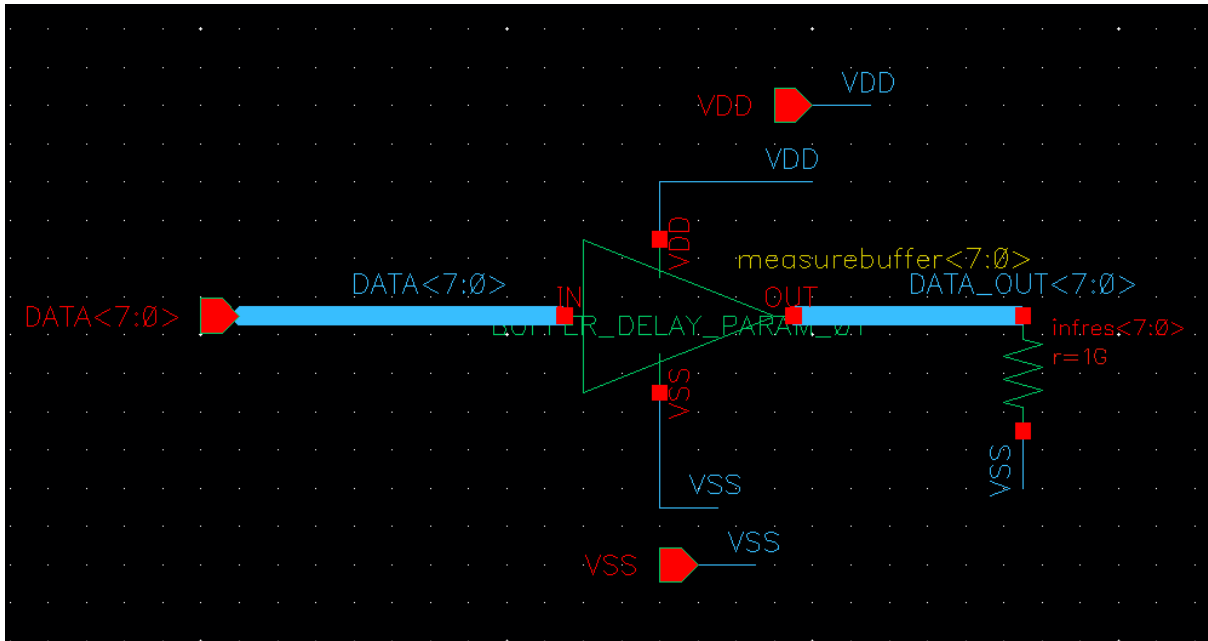 VDD
VDD
VDD
VDD
measurebuffer<7:0>
DATA<7:0>
IN
OUT
DATA_OUT<7:0>
DATA<7:0>
BUFFER_DELAY_PARAM_01
infres<7:0>
r=1G
VSS
VSS
VSS
VSS
VSS